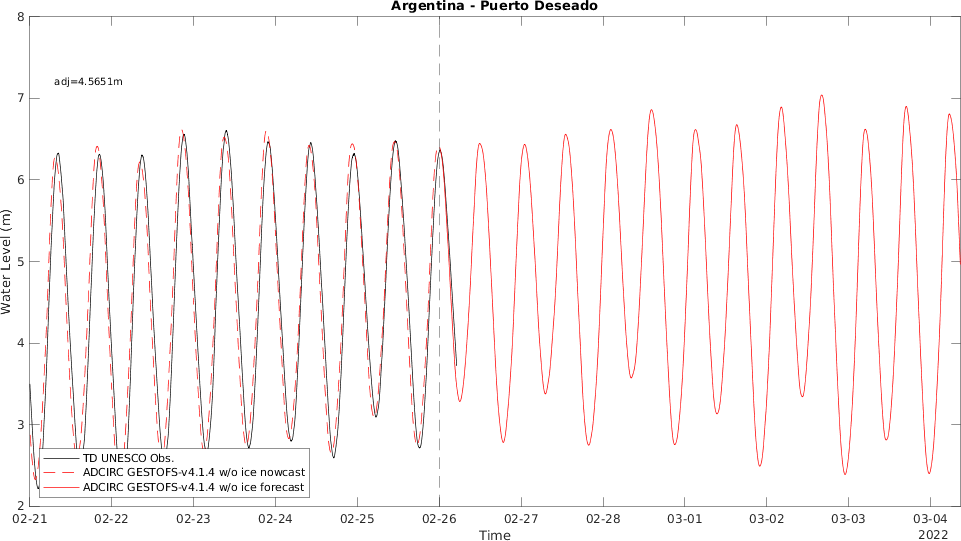 Argentina - Puerto Deseado
8
adj=4.5651m
7
6
5
4
3
2
Water Level (m)
TD UNESCO Obs.
ADCIRC GESTOFS-v4.1.4 w/o ice nowcast
ADCIRC GESTOFS-v4.1.4 w/o ice forecast
02-21 02-22 02-23 02-24 02-25 02-26 02-27 02-28 03-01 03-02 03-03 03-04
Time
2022